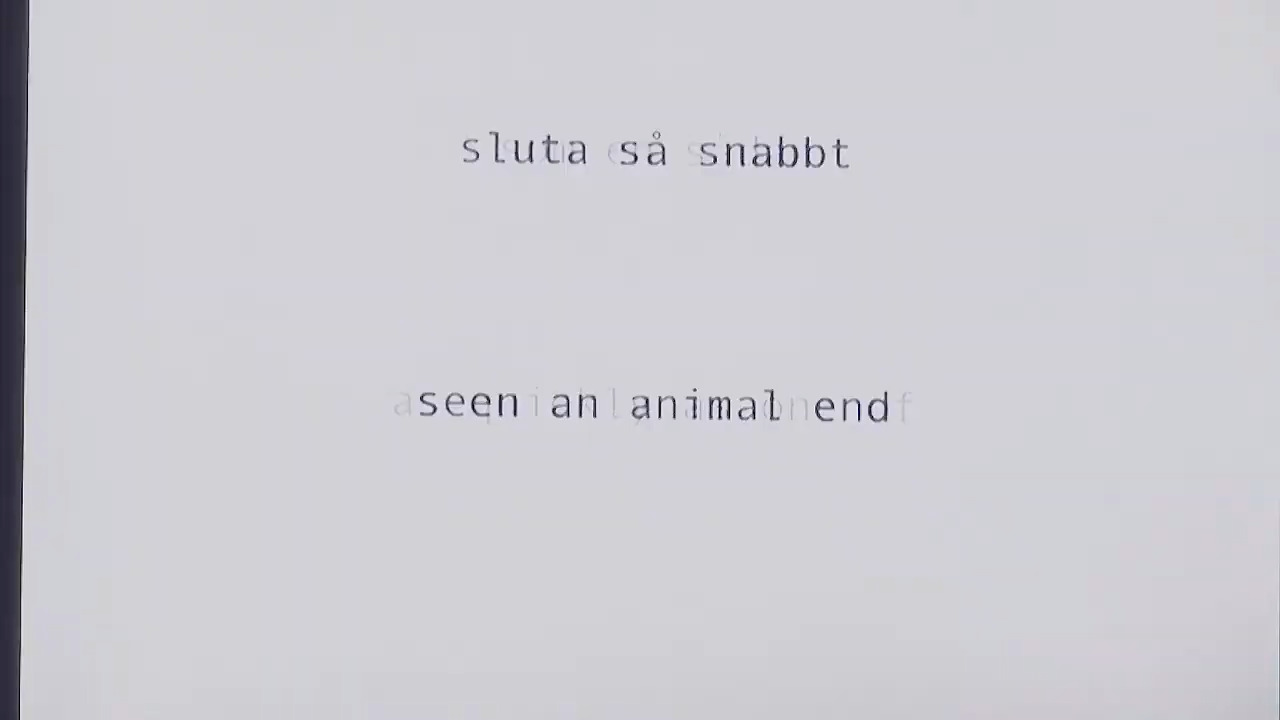 sluta så snabbt
seen an animal end